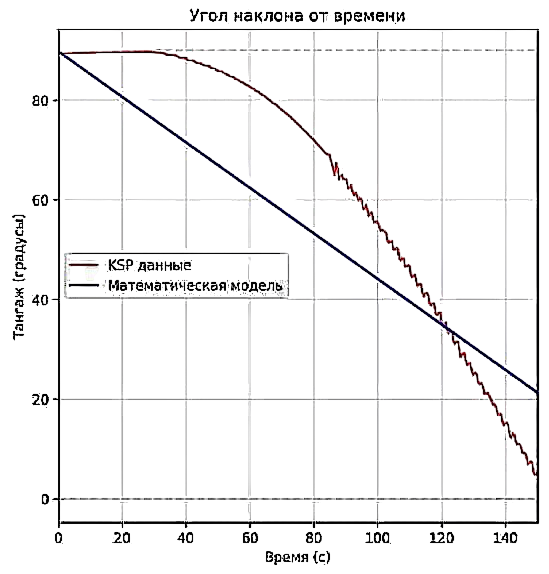 Угол наклона от времени
80
60
40
20
0
Тангаж (градусы)
KSP данные
Математическая модель
0 20 40 60 80 100 120 140
Время (с)